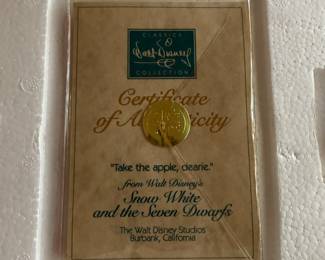 CLASSICS
Walt Disney
COLLECTION
Certificate
of Authenticity
"Take the apple, dearie."
from Walt Disney's
Snow White
and the Seven Dwarfs
The Walt Disney Studios
Burbank, California